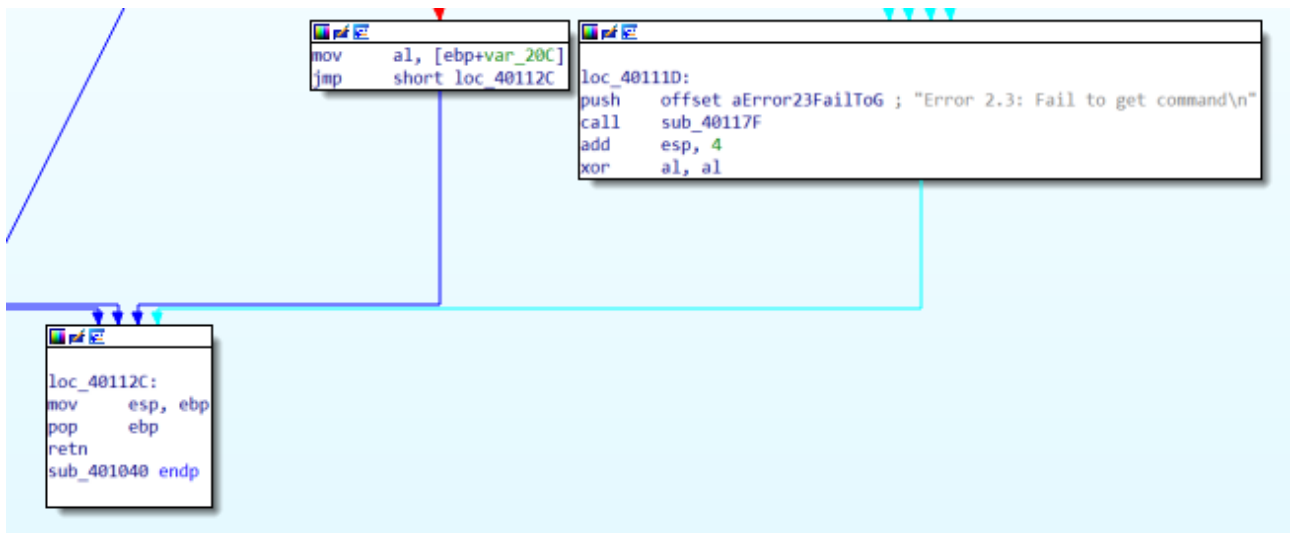 mov     al, [ebp+var_20C]
jmp     short loc_40112C
loc_40111D:
push    offset aError23FailToG ; "Error 2.3: Fail to get command\n"
call    sub_40117F
add     esp, 4
xor     al, al
loc_40112C:
mov     esp, ebp
pop     ebp
retn
sub_401040 endp